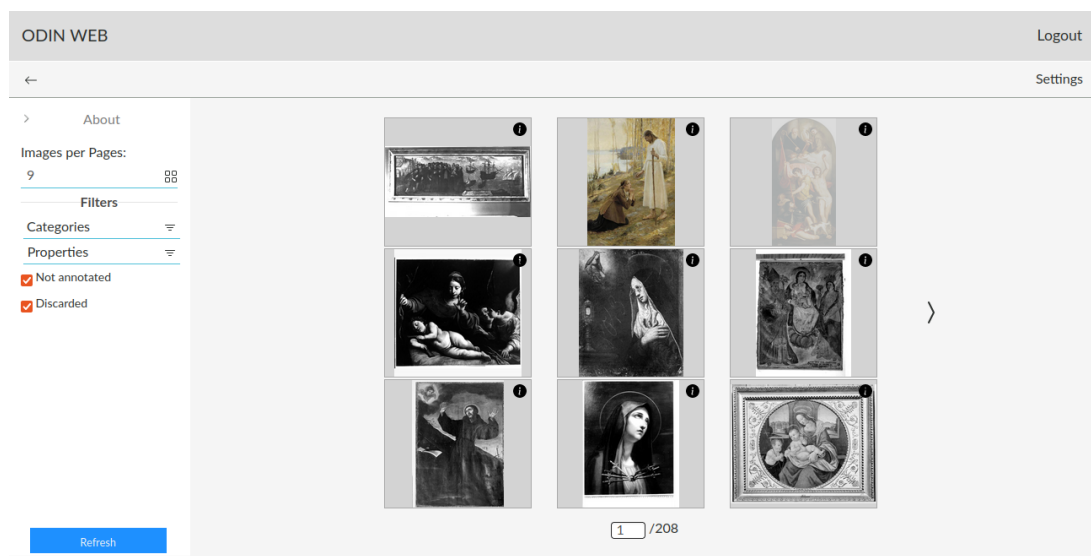 ODIN WEB
Logout
←
Settings
> About
Images per Pages:
9
Filters
Categories
Properties
Not annotated
Discarded
Refresh
i
i
i
i
i
i
i
i
i
1 /208